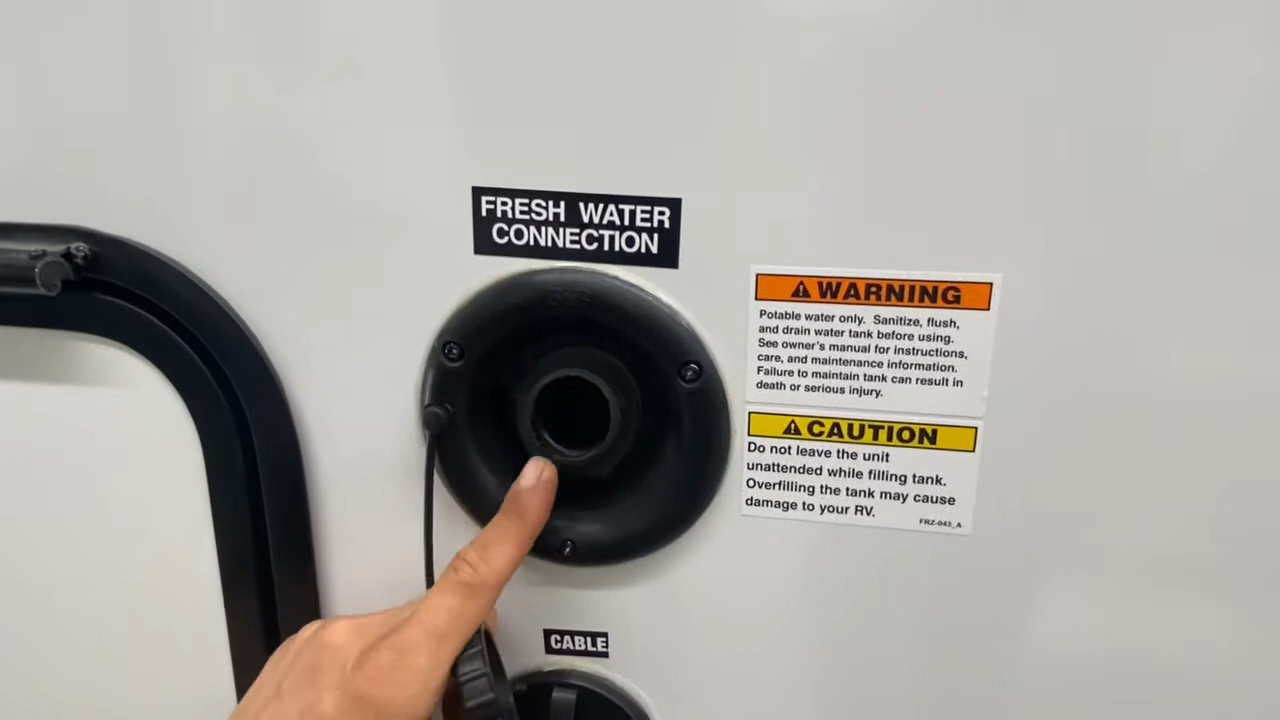 FRESH WATER
CONNECTION
WARNING
Potable water only. Sanitize, flush,
and drain water tank before using.
See owner's manual for instructions,
care, and maintenance information.
Failure to maintain tank can result in
death or serious injury.
CAUTION
Do not leave the unit
unattended while filling tank.
Overfilling the tank may cause
damage to your RV.
FRZ-043_A
CABLE